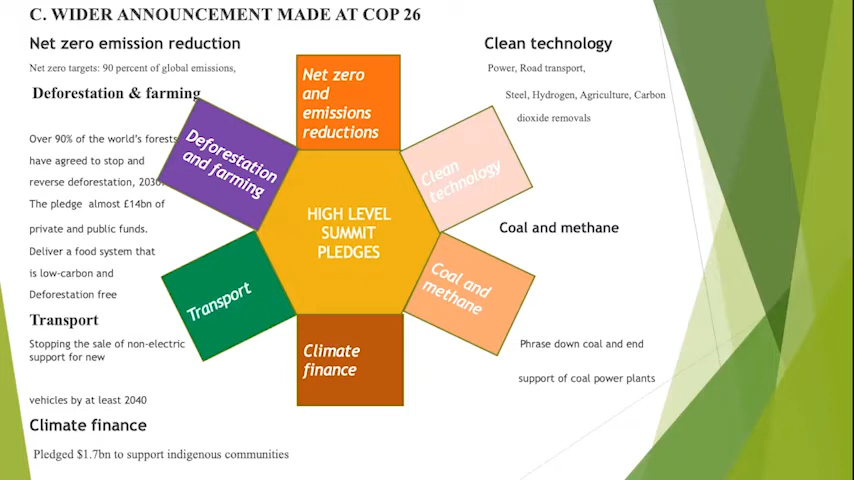 C. WIDER ANNOUNCEMENT MADE AT COP 26
Net zero emission reduction
Net zero targets: 90 percent of global emissions,
Deforestation & farming
Over 90% of the world's forests
have agreed to stop and
reverse deforestation, 2030.
The pledge almost £14bn of
private and public funds.
Deliver a food system that
is low-carbon and
Deforestation free
Transport
Stopping the sale of non-electric
support for new
vehicles by at least 2040
Climate finance
Pledged $1.7bn to support indigenous communities
Net zero
and
emissions
reductions
Deforestation
and farming
Clean
technology
HIGH LEVEL
SUMMIT
PLEDGES
Transport
Coal and
methane
Climate
finance
Clean technology
Power, Road transport,
Steel, Hydrogen, Agriculture, Carbon
dioxide removals
Coal and methane
Phrase down coal and end
support of coal power plants